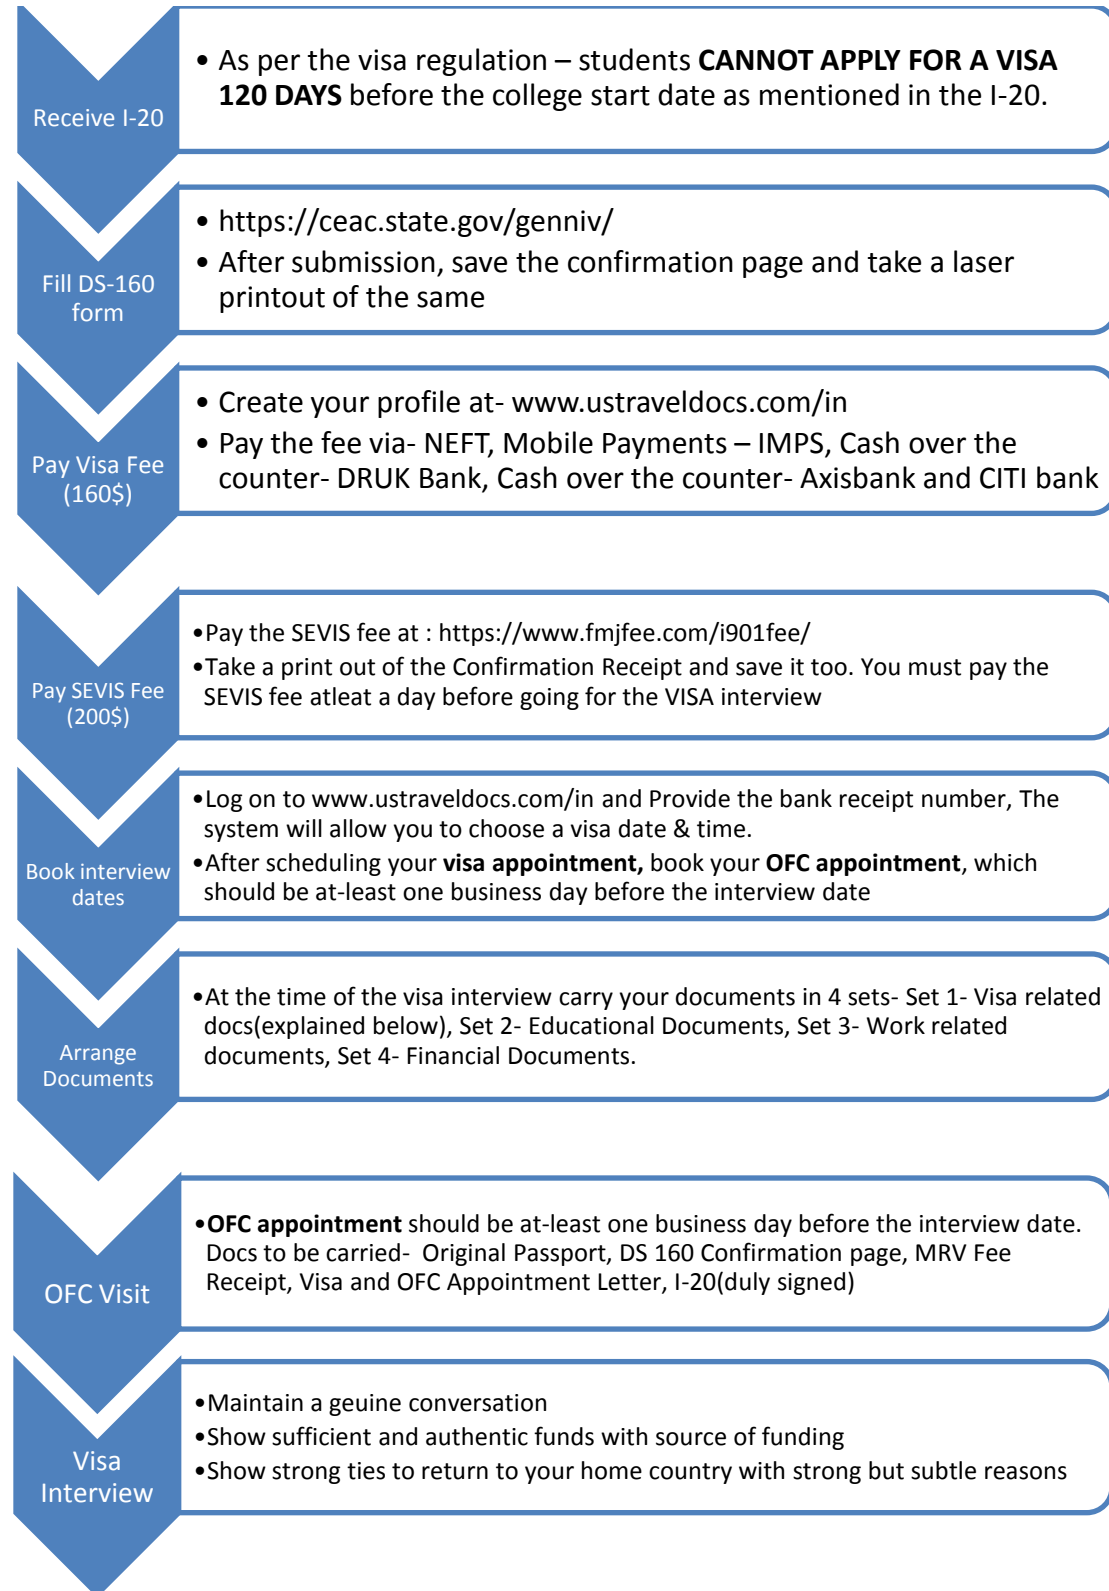 Receive I-20
• As per the visa regulation – students CANNOT APPLY FOR A VISA
120 DAYS before the college start date as mentioned in the I-20.
Fill DS-160
form
• https://ceac.state.gov/genniv/
• After submission, save the confirmation page and take a laser
printout of the same
Pay Visa Fee
(160$)
• Create your profile at- www.ustraveldocs.com/in
• Pay the fee via- NEFT, Mobile Payments – IMPS, Cash over the
counter- DRUK Bank, Cash over the counter- Axisbank and CITI bank
Pay SEVIS Fee
(200$)
•Pay the SEVIS fee at : https://www.fmjfee.com/i901fee/
•Take a print out of the Confirmation Receipt and save it too. You must pay the
SEVIS fee atleat a day before going for the VISA interview
Book interview
dates
•Log on to www.ustraveldocs.com/in and Provide the bank receipt number, The
system will allow you to choose a visa date & time.
•After scheduling your visa appointment, book your OFC appointment, which
should be at-least one business day before the interview date
Arrange
Documents
•At the time of the visa interview carry your documents in 4 sets- Set 1- Visa related
docs(explained below), Set 2- Educational Documents, Set 3- Work related
documents, Set 4- Financial Documents.
OFC Visit
•OFC appointment should be at-least one business day before the interview date.
Docs to be carried-  Original Passport, DS 160 Confirmation page, MRV Fee
Receipt, Visa and OFC Appointment Letter, I-20(duly signed)
Visa
Interview
•Maintain a geuine conversation
•Show sufficient and authentic funds with source of funding
•Show strong ties to return to your home country with strong but subtle reasons